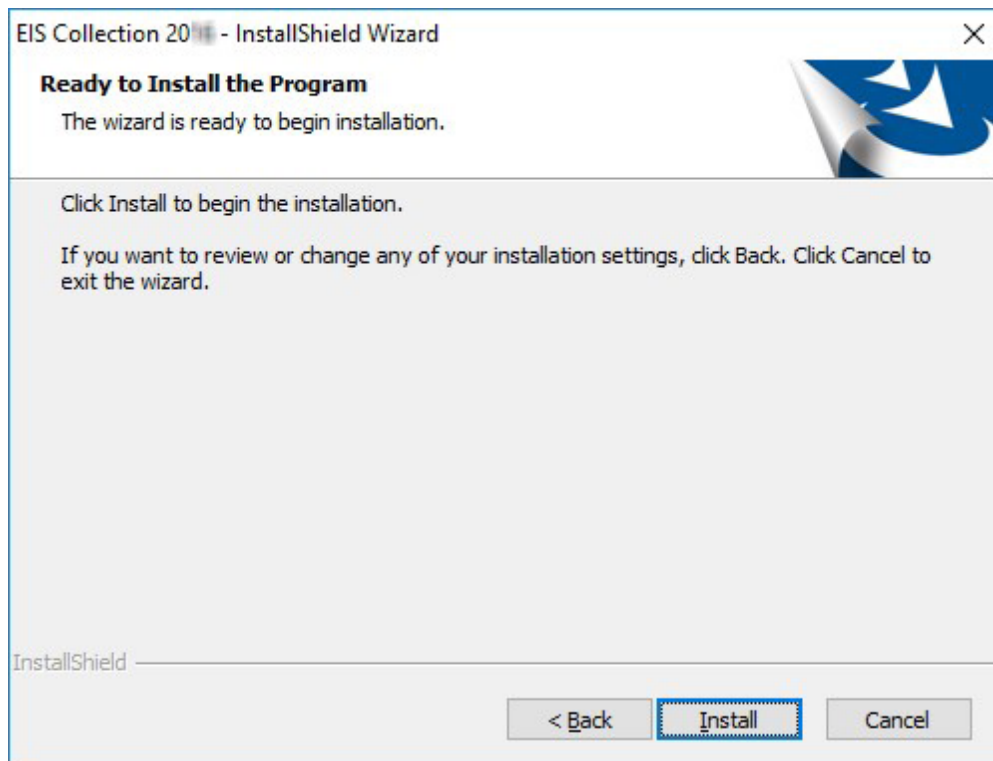 EIS Collection 20 - InstallShield Wizard
Ready to Install the Program
The wizard is ready to begin installation.
Click Install to begin the installation.
If you want to review or change any of your installation settings, click Back. Click Cancel to
exit the wizard.
InstallShield
< Back
Install
Cancel